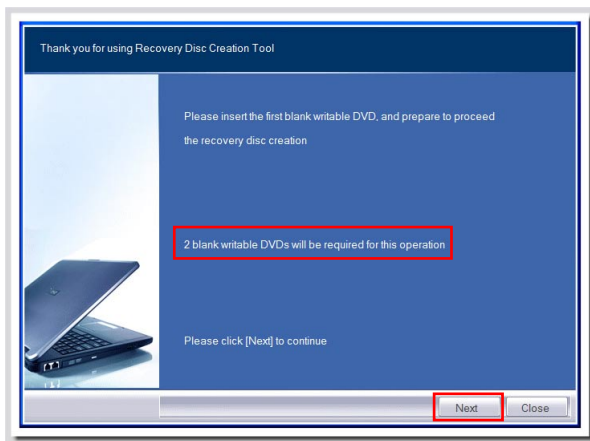 Thank you for using Recovery Disc Creation Tool
Please insert the first blank writable DVD, and prepare to proceed
the recovery disc creation
2 blank writable DVDs will be required for this operation
Please click [Next] to continue
Next
Close